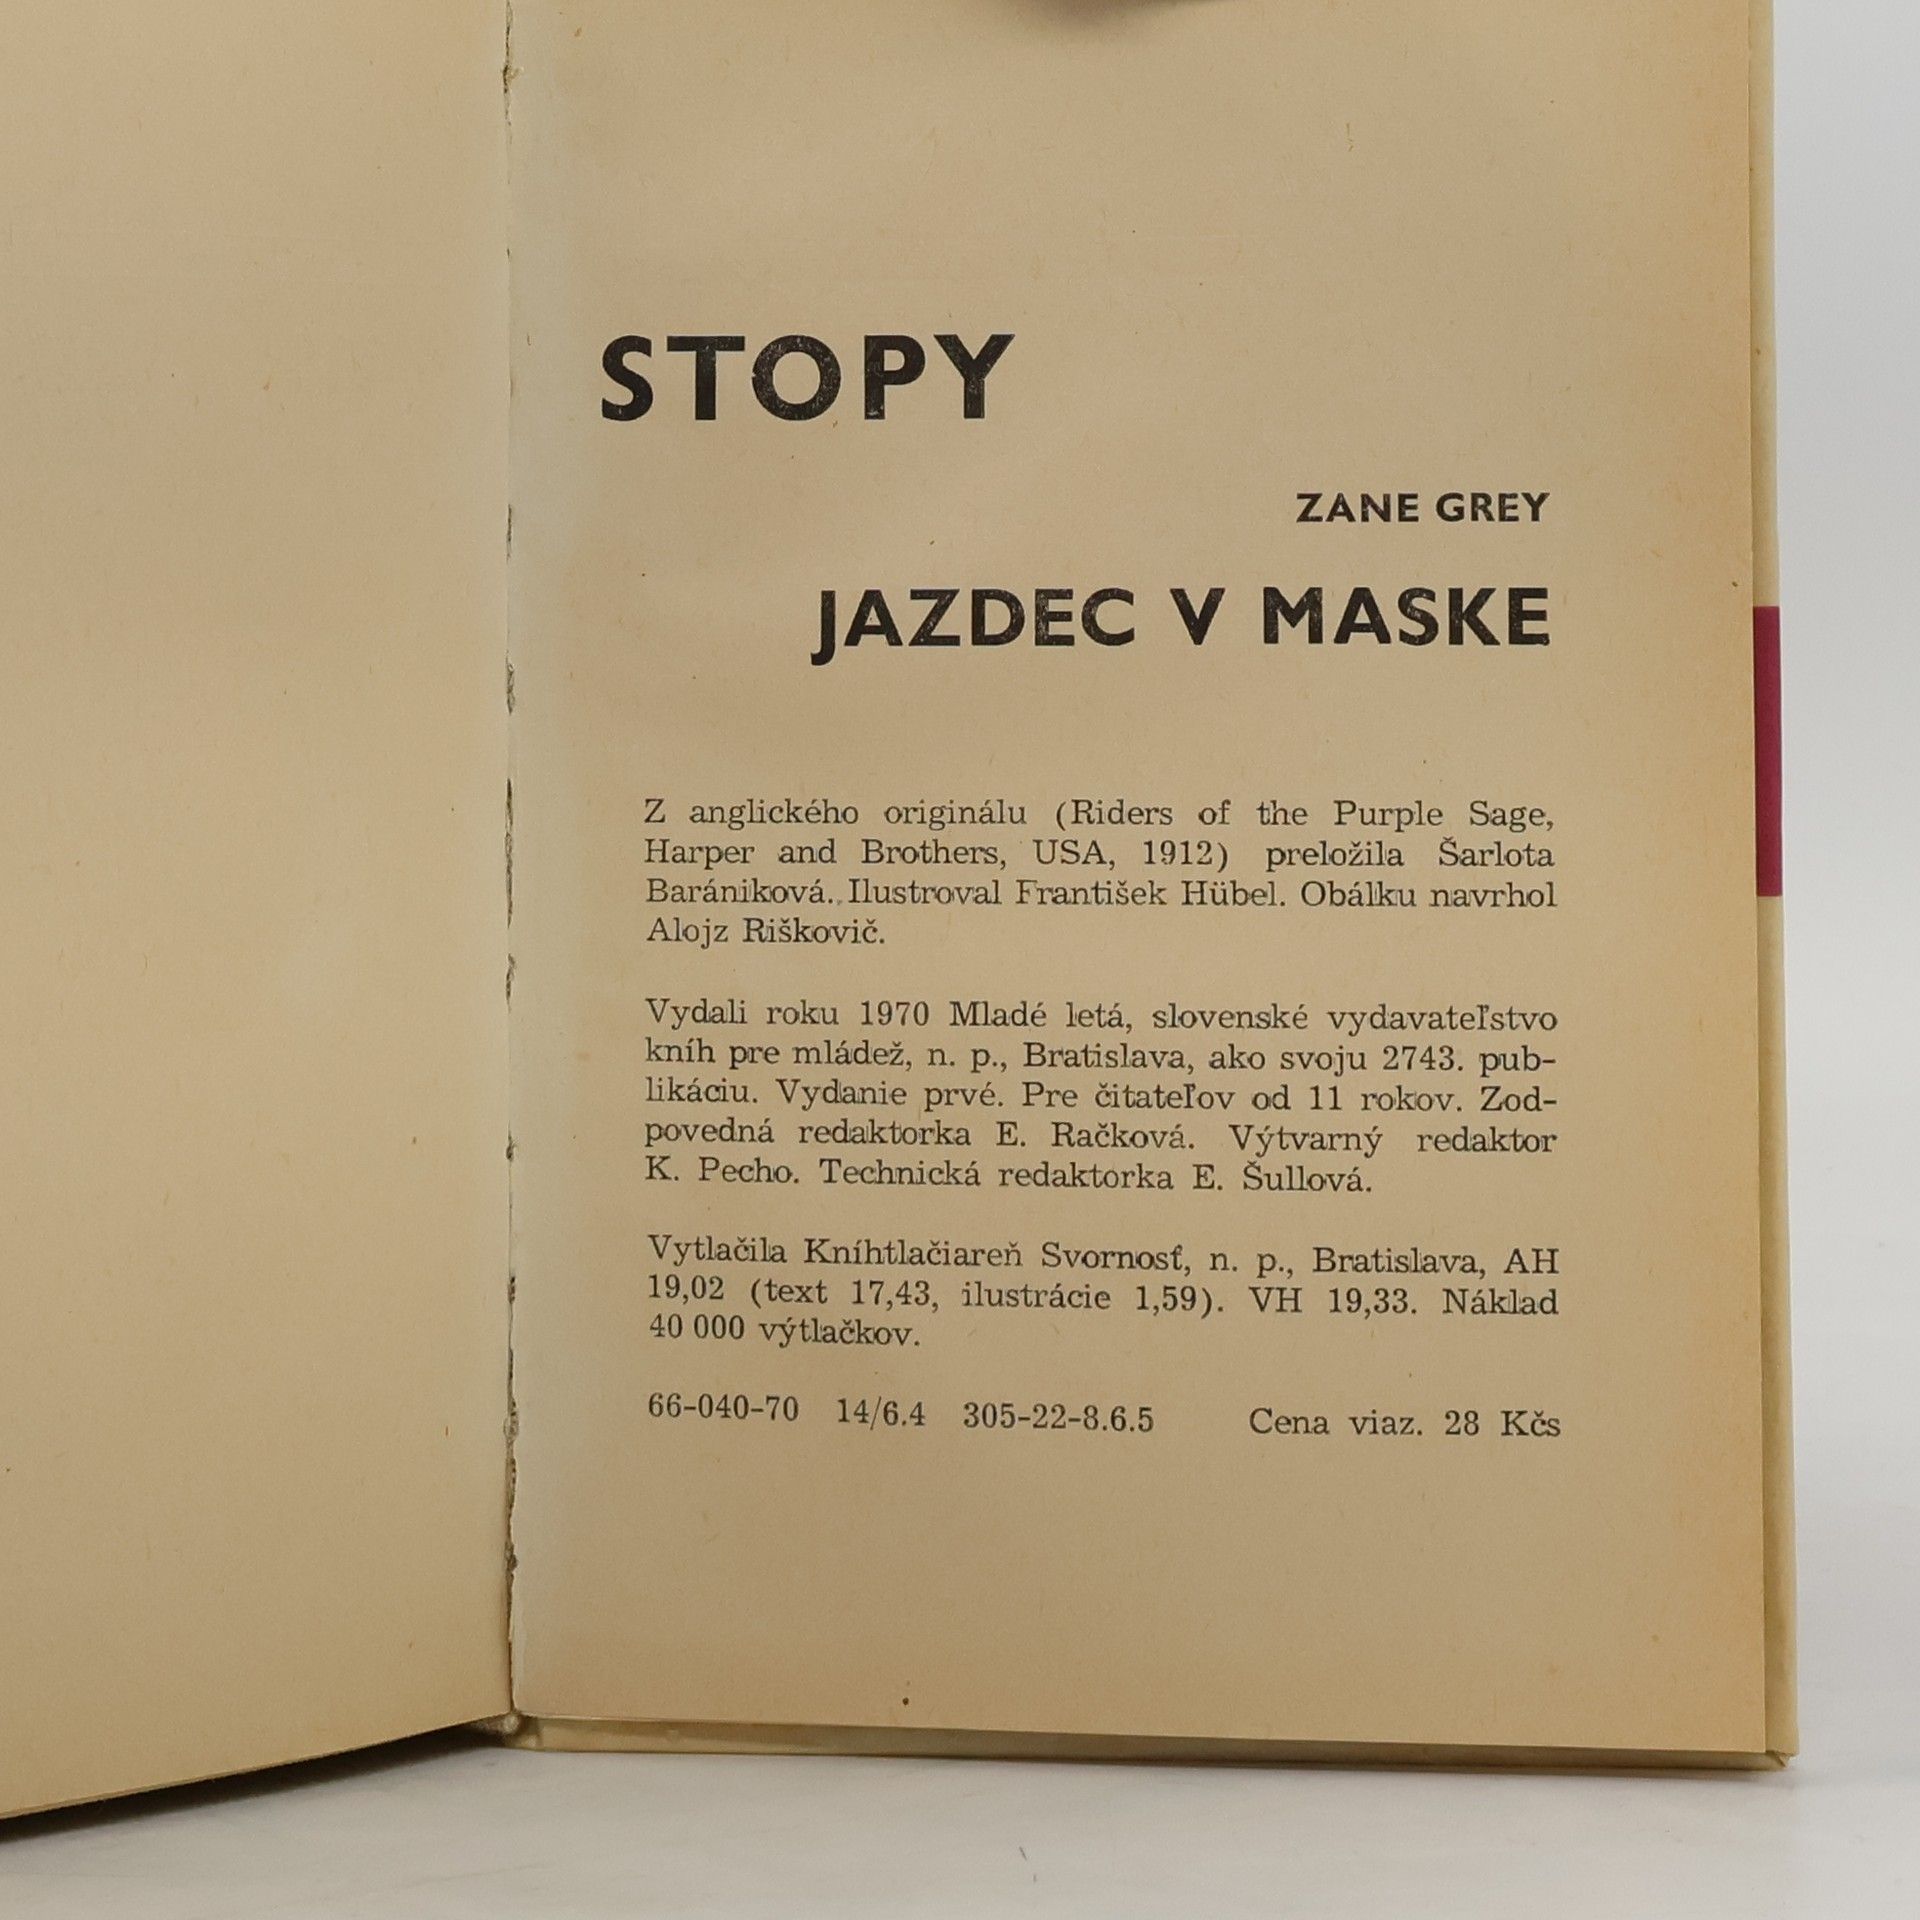 STOPY
ZANE GREY
JAZDEC V MASKE
Z anglického originálu (Riders of the Purple Sage,
Harper and Brothers, USA, 1912) preložila Šarlota
Barániková. Ilustroval František Hübel. Obálku navrhol
Alojz Riškovič.
Vydali roku 1970 Mladé letá, slovenské vydavateľstvo
kníh pre mládež, n. p., Bratislava, ako svoju 2743. pub-
likáciu. Vydanie prvé. Pre čitateľov od 11 rokov. Zod-
povedná redaktorka E. Račková. Výtvarný redaktor
K. Pecho. Technická redaktorka E. Šullová.
Vytlačila Kníhtlačiareň Svornosť, n. p., Bratislava, AH
19,02 (text 17,43, ilustrácie 1,59). VH 19,33. Náklad
40 000 výtlačkov.
66-040-70 14/6.4 305-22-8.6.5 Cena viaz. 28 Kčs